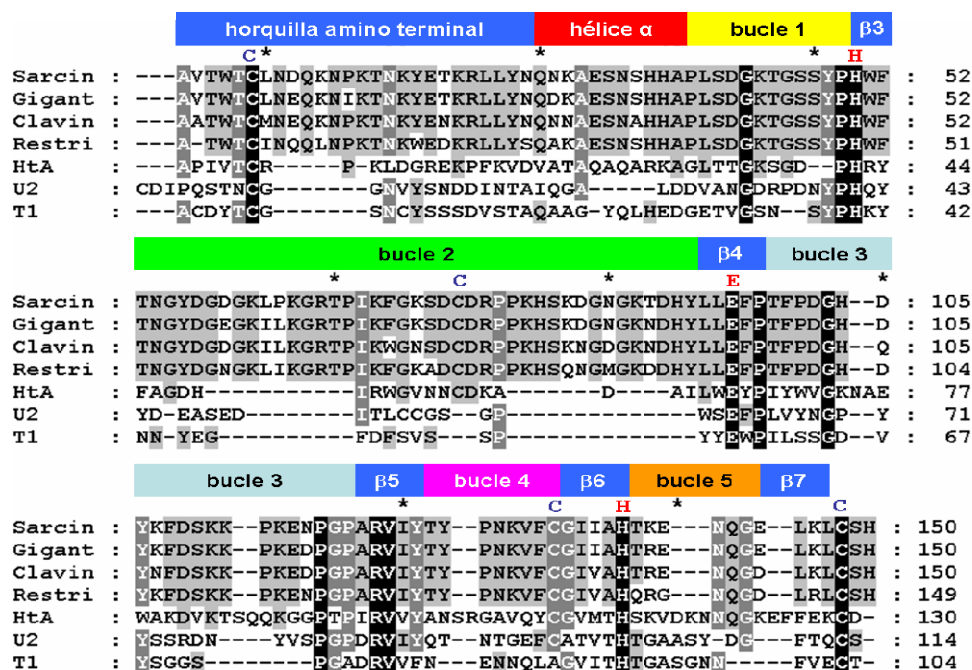 horquilla amino terminal hélice α bucle 1 β3
C * * * H
Sarcin : ---AVTWTCLNDQKNPKTNKYETKRLLYNQNKAESNSHHAPLSDGKTGSSYPHWF : 52
Gigant : ---AVTWTCLNEQKNIKTNKYETKRLLYNQDKAESNSHHAPLSDGKTGSSYPHWF : 52
Clavin : ---AATWTCMNEQKNPKTNKYETKRLLYNQNNAESNSHHAPLSDGKTGSSYPHWF : 52
Restri : ---A-TWTCINQQLNPKTNKWEDKRLLYSQNKAESNSHHAPLSDGKTGSSYPHWF : 51
HtA : ---APIVTCR-----P-KLDGREKPFKVDVATAQAQARKAGLTTGKSGD--PHRY : 44
U2 : CDIPQSTNCG-------GNVYSNDDINTAIQGA-----LDDVANGDRPDNYPHQY : 43
T1 : ---ACDYTCG-------SNCYSSSDVSTAQAAG-YQLHEDGETVGSN--SYPHKY : 42
bucle 2 β4 bucle 3
* C * E *
Sarcin : TNGYDGDGKLPKGRTPIKFGKSDCDRPPKHSKDGNGKTDHYLLEFPTFPDGH--D : 105
Gigant : TNGYDGEGKILKGRTPIKFGKSDCDRPPKHSKDGNGKNDHYLLEFPTFPDGH--D : 105
Clavin : TNGYDGDGKLPKGRTPIKWGNSDCDRPPKHSKNGDGKNDHYLLEFPTFPDGH--Q : 105
Restri : TNGYDGNGKLIKGRTPIKFGKADCDRPPKHSQNGMGKDDHYLLEFPTFPDGH--D : 104
HtA : FAGDH-----------IRWGVNNCDKA-------D----AILWEYPIYWVGKNAE : 77
U2 : YD-EASED--------ITLCCGS--GP--------------WSEFPLVYNGP--Y : 71
T1 : NN-YEG-----------FDFSVS--SP--------------YYEWPILSSGD--V : 67
bucle 3 β5 bucle 4 β6 bucle 5 β7
* C H * C
Sarcin : YKFDSKK--PKENPGPARVIYTY--PNKVFCGIIAHTKE---NQGE--LKLCSH : 150
Gigant : YKFDSKK--PKEDPGPARVIYTY--PNKVFCGIIAHTRE---NQGE--LKLCSH : 150
Clavin : YNFDSKK--PKEDPGPARVIYTY--PNKVFCGIVAHTRE---NQGD--LKLCSH : 150
Restri : YKFDSKK--PKEDPGPARVIYTY--PNKVFCGIVAHQRG---NQGD--LRLCSH : 149
HtA : WAKDVKTSQQKGGPTPIRVVYANSRGAVQYCGVMTHSKVDKNNQGKEFFEKCD- : 130
U2 : YSSRDN----YVSPGPDRVIYQT--NTGEFCATVTHTGAASY-DG---FTQCS- : 114
T1 : YSGGS--------PGADRVVFN---ENNQLAGVITHTGASGNN-----FVECT- : 104